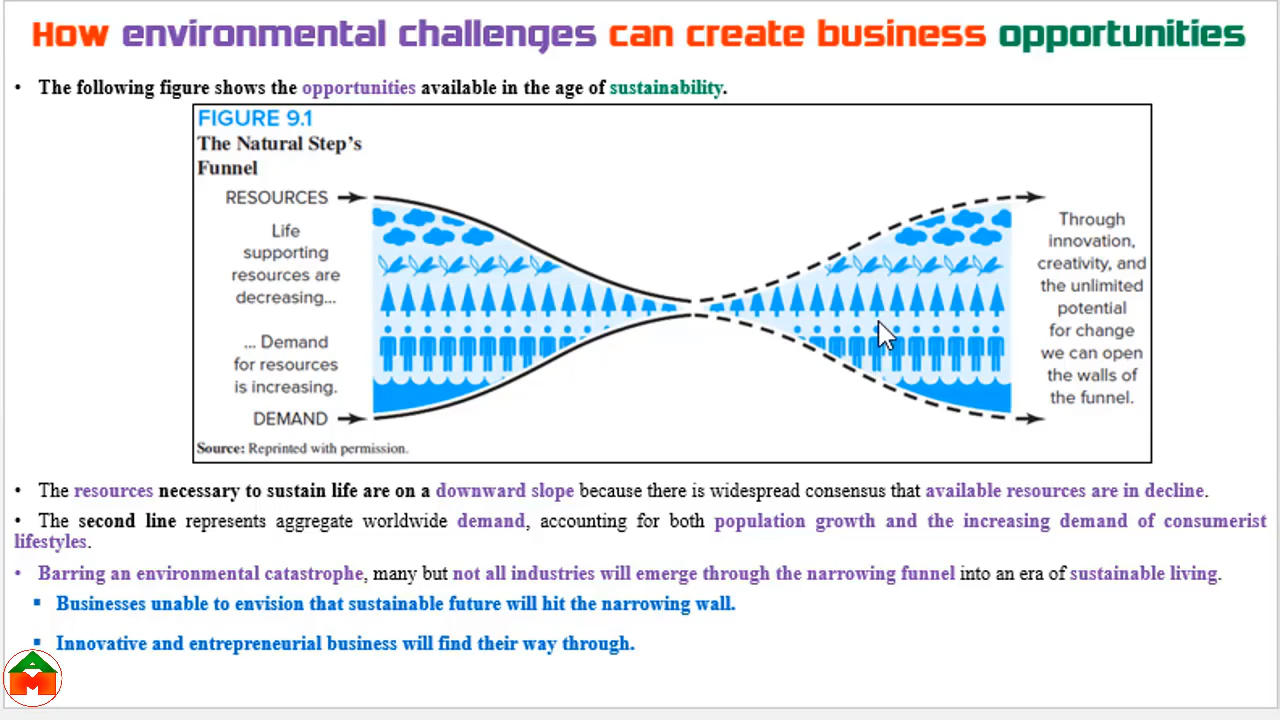 How environmental challenges can create business opportunities
• The following figure shows the opportunities available in the age of sustainability.
FIGURE 9.1
The Natural Step's
Funnel
RESOURCES
Life
supporting
resources are
decreasing...
... Demand
for resources
is increasing.
DEMAND
Through
innovation,
creativity, and
the unlimited
potential
for change
we can open
the walls of
the funnel.
Source: Reprinted with permission.
• The resources necessary to sustain life are on a downward slope because there is widespread consensus that available resources are in decline.
• The second line represents aggregate worldwide demand, accounting for both population growth and the increasing demand of consumerist
lifestyles.
• Barring an environmental catastrophe, many but not all industries will emerge through the narrowing funnel into an era of sustainable living.
▪ Businesses unable to envision that sustainable future will hit the narrowing wall.
▪ Innovative and entrepreneurial business will find their way through.